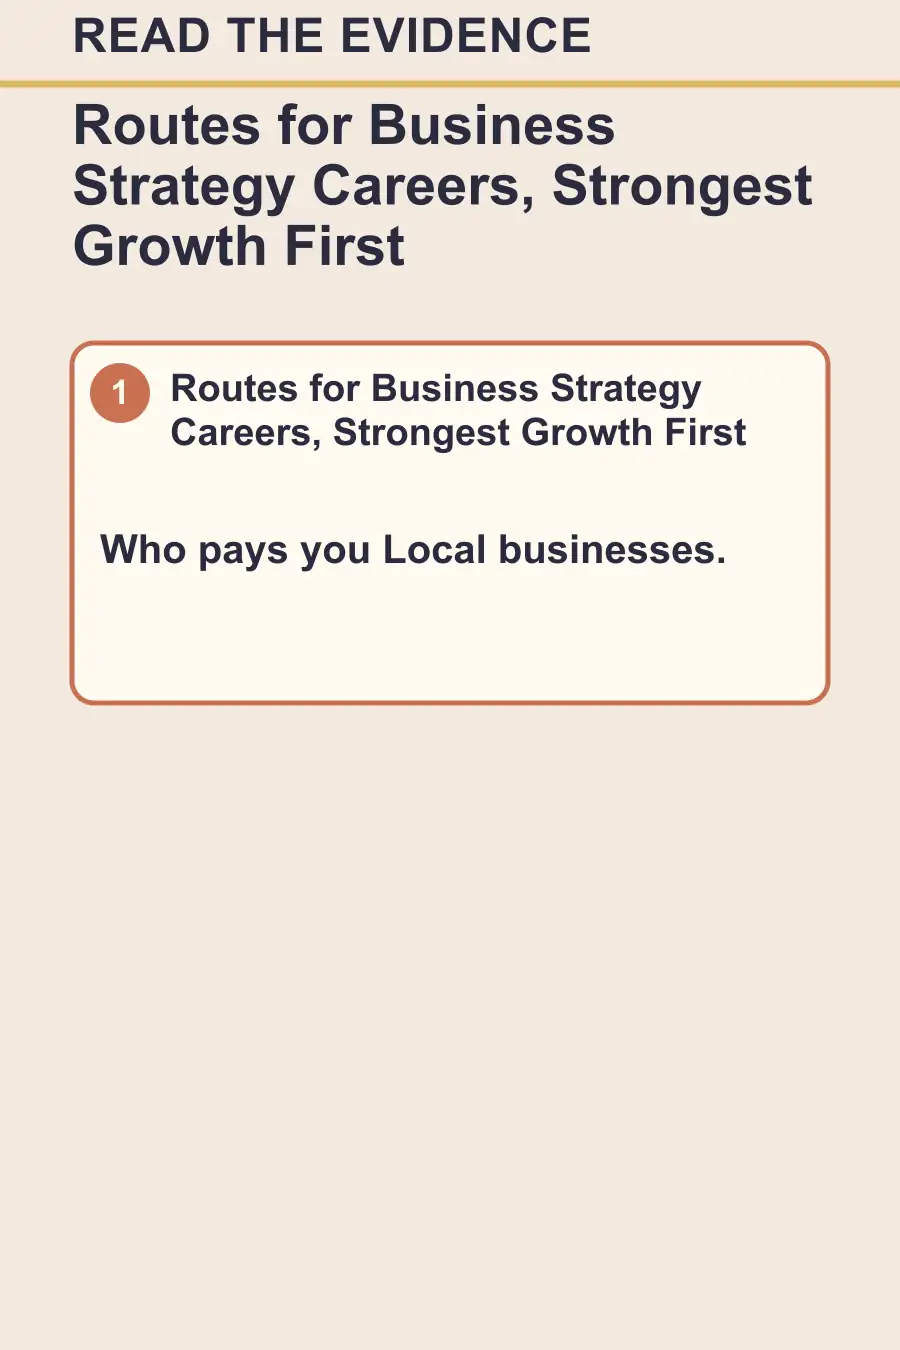 READ THE EVIDENCE
Routes for Business
Strategy Careers, Strongest
Growth First
1
Routes for Business Strategy
Careers, Strongest Growth First
Who pays you Local businesses.